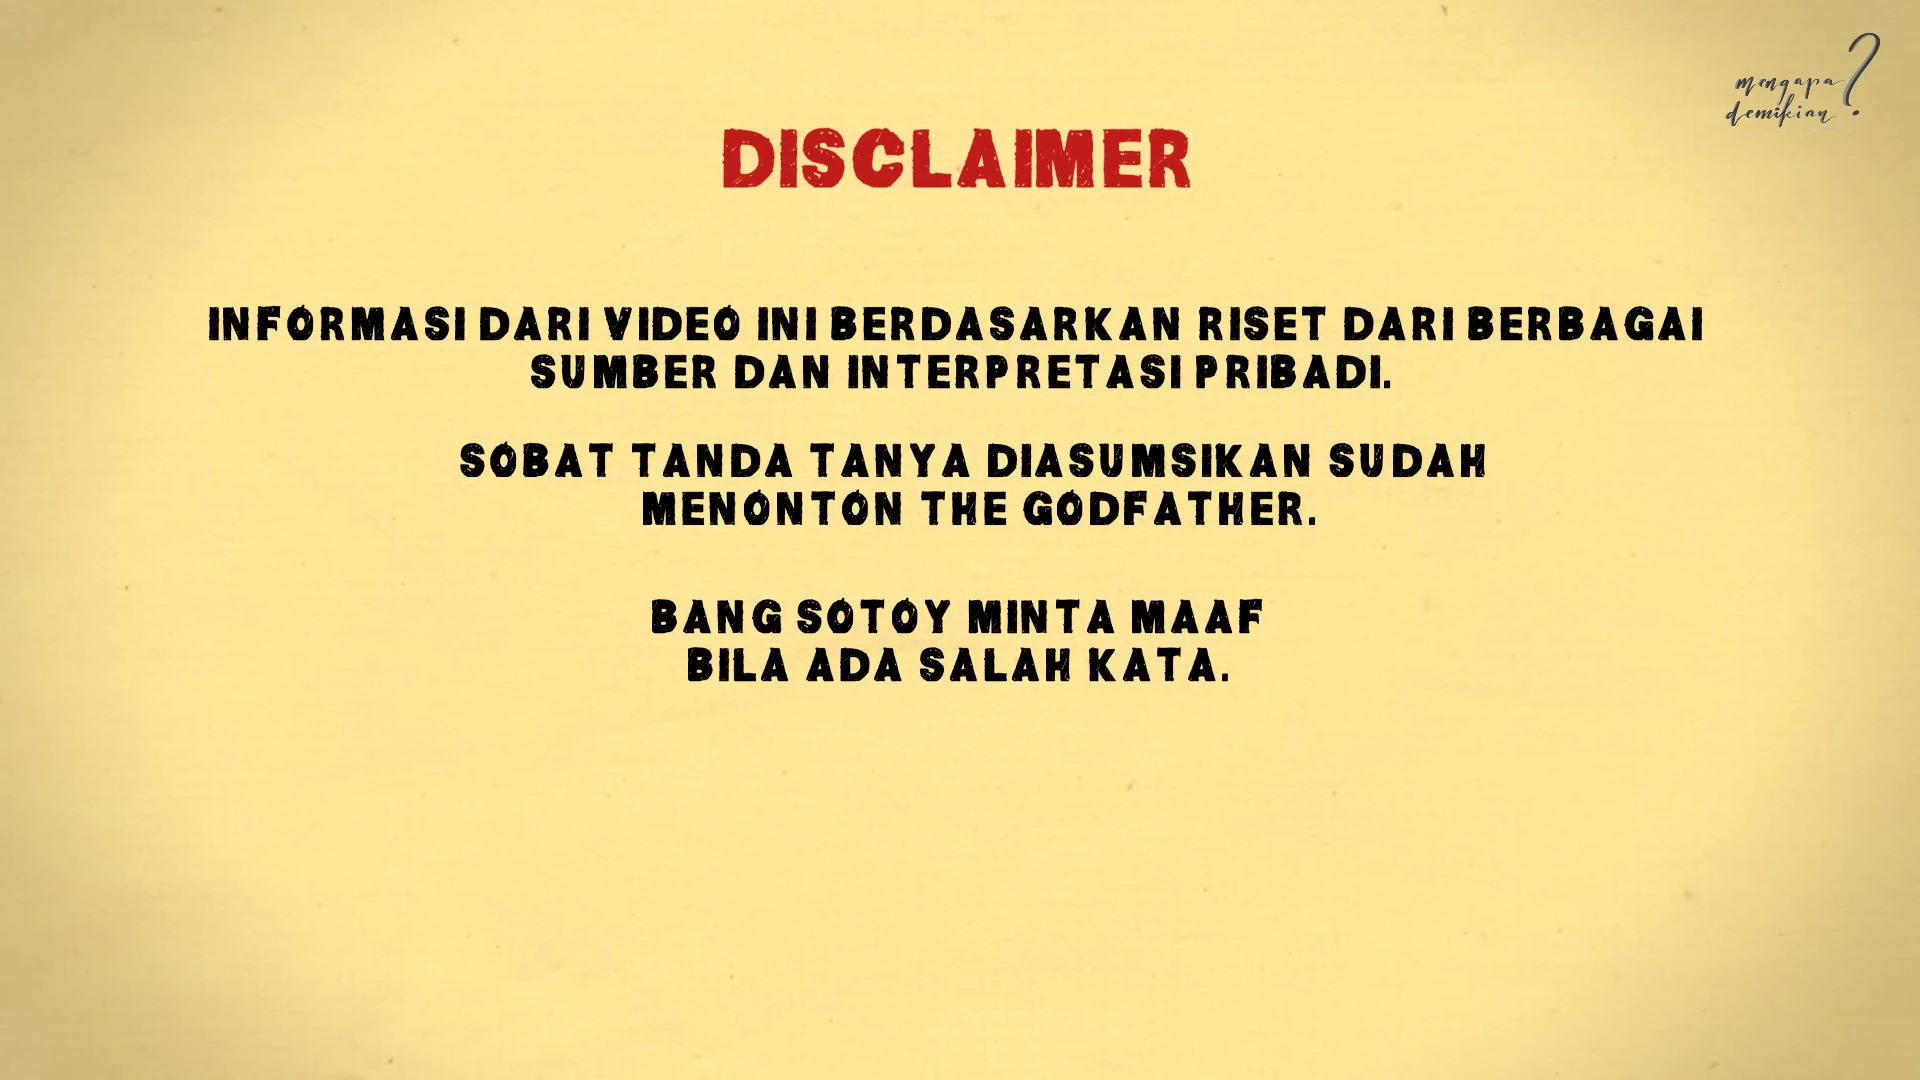 mengapa
demikian?
DISCLAIMER
INFORMASI DARI VIDEO INI BERDASARKAN RISET DARI BERBAGAI
SUMBER DAN INTERPRETASI PRIBADI.
SOBAT TANDA TANYA DIASUMSIKAN SUDAH
MENONTON THE GODFATHER.
BANG SOTOY MINTA MAAF
BILA ADA SALAH KATA.